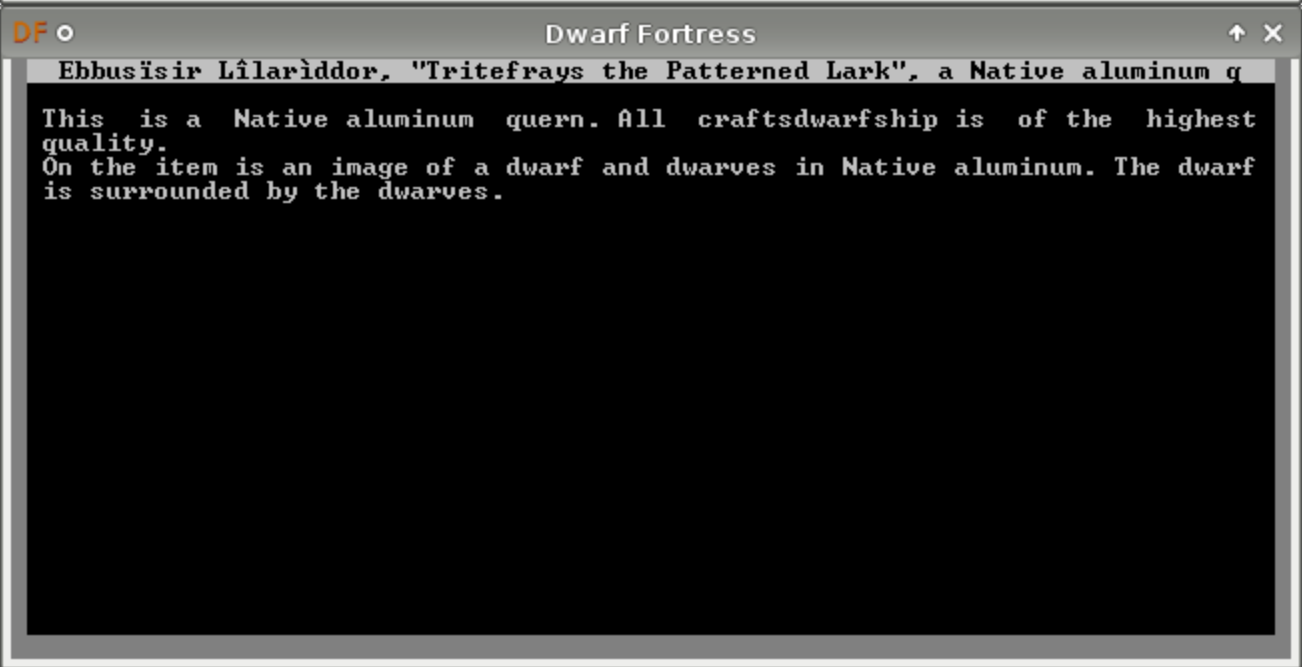 DF Dwarf Fortress
Ebbusïsir Lîlarìddor, "Tritefrays the Patterned Lark", a Native aluminum q
This is a Native aluminum quern. All craftsdwarfship is of the highest
quality.
On the item is an image of a dwarf and dwarves in Native aluminum. The dwarf
is surrounded by the dwarves.